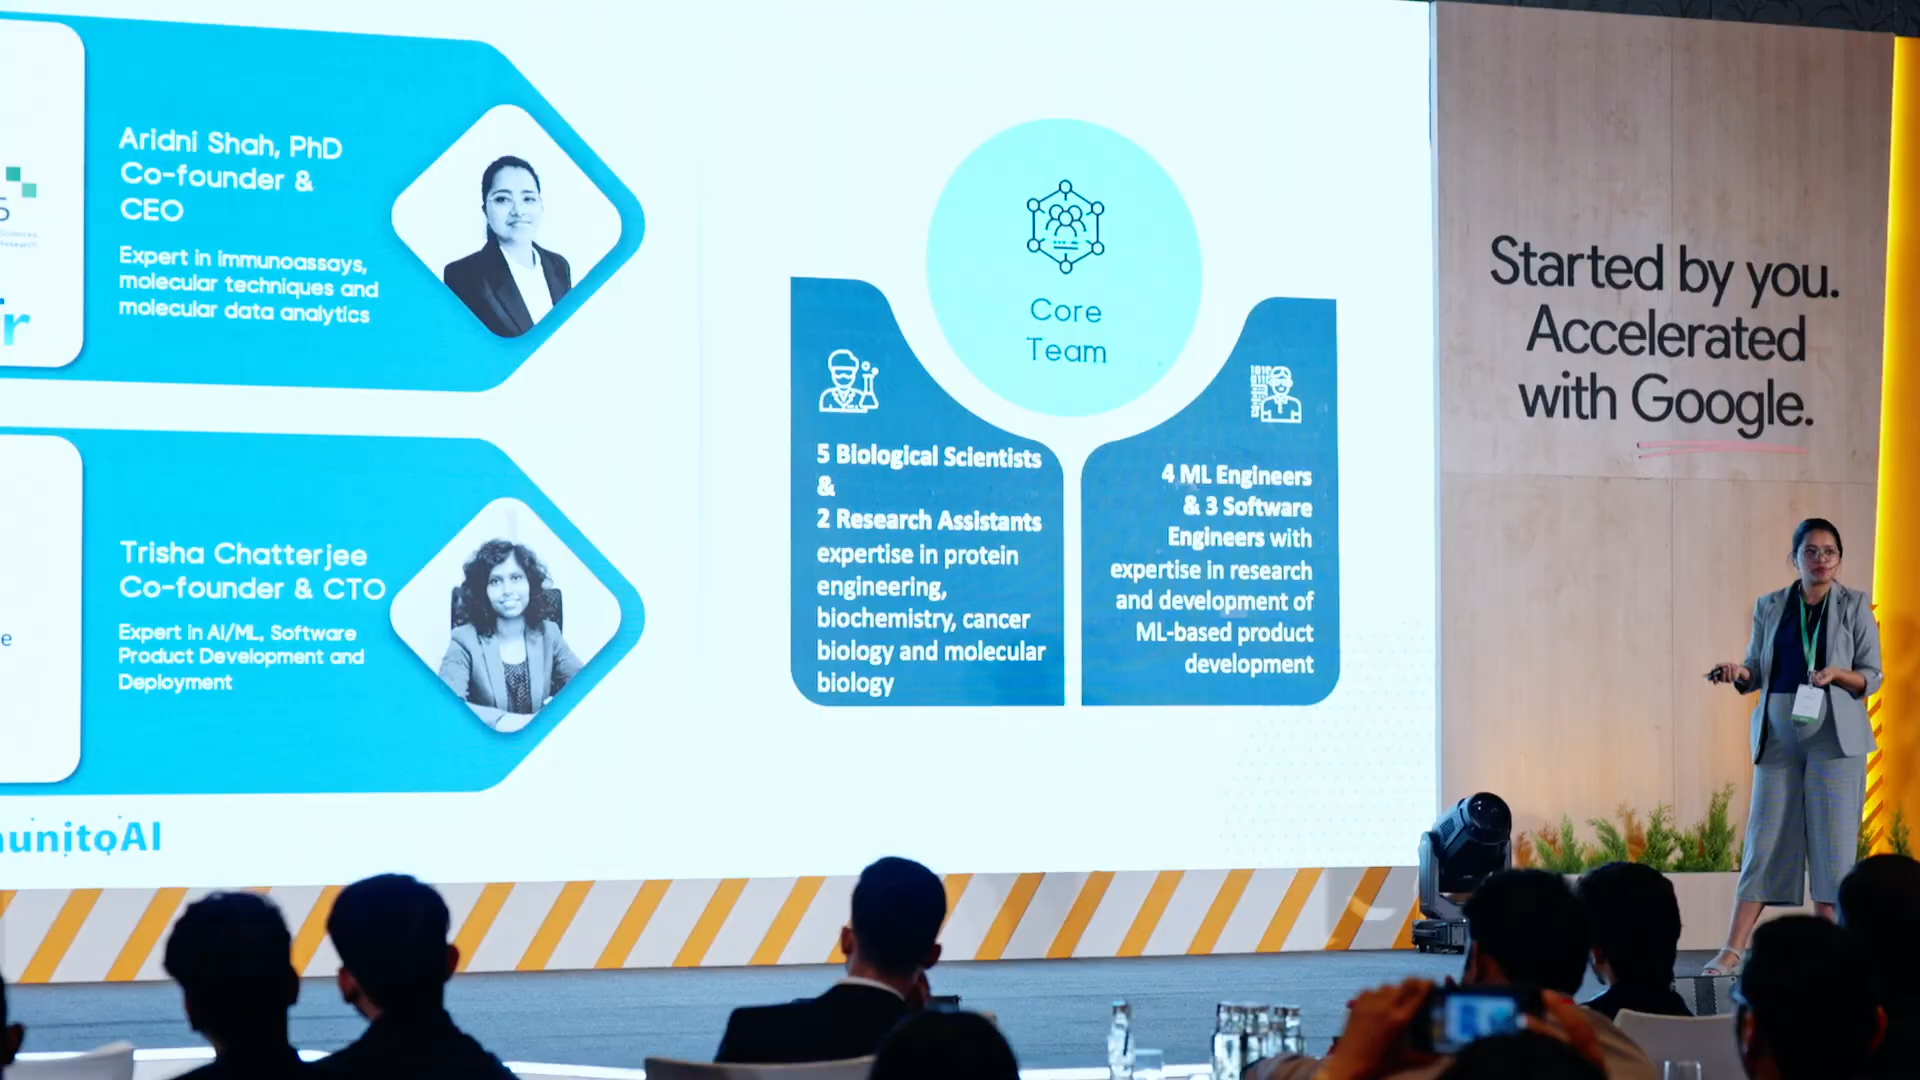 Aridni Shah, PhD
Co-founder &
CEO
Expert in immunoassays,
molecular techniques and
molecular data analytics
Trisha Chatterjee
Co-founder & CTO
Expert in AI/ML, Software
Product Development and
Deployment
unitoAI
Core
Team
5 Biological Scientists
&
2 Research Assistants
expertise in protein
engineering,
biochemistry, cancer
biology and molecular
biology
4 ML Engineers
& 3 Software
Engineers with
expertise in research
and development of
ML-based product
development
Started by you.
Accelerated
with Google.